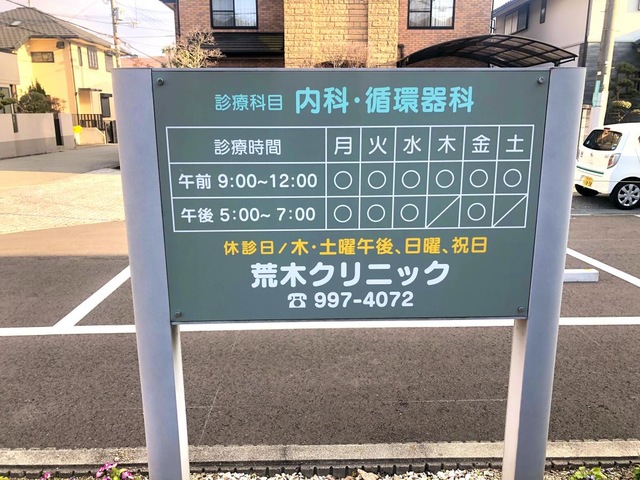 診療科目 内科・循環器科
診療時間 月 火 水 木 金 土
午前 9:00~12:00 ○ ○ ○ ○ ○ ○
午後 5:00~ 7:00 ○ ○ ○ ／ ○ ／
休診日/木・土曜午後、日曜、祝日
荒木クリニック
☎ 997-4072